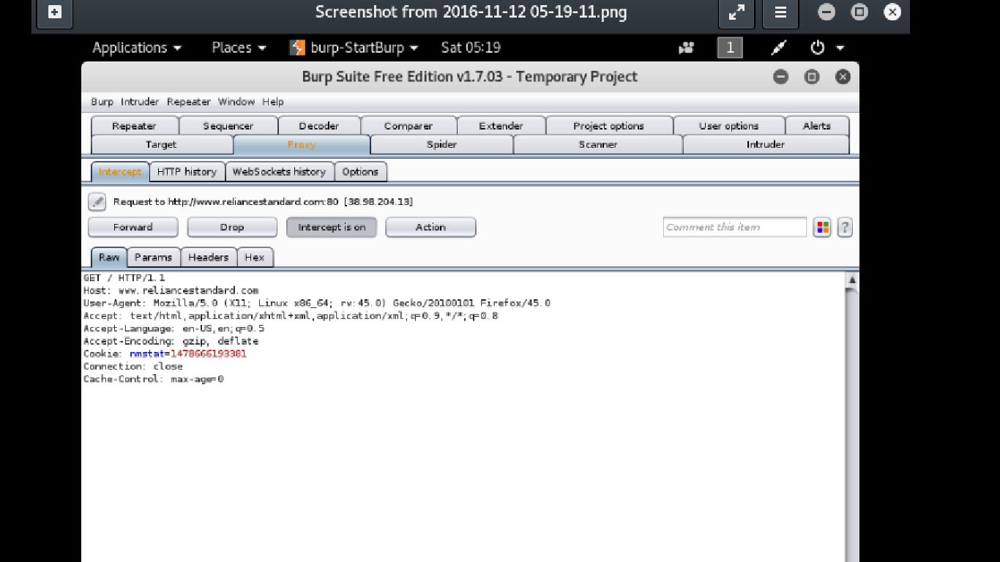 Screenshot from 2016-11-12 05-19-11.png
Applications Places burp-StartBurp Sat 05:19 1
Burp Suite Free Edition v1.7.03 - Temporary Project
Burp Intruder Repeater Window Help
Repeater Sequencer Decoder Comparer Extender Project options User options Alerts
Target Proxy Spider Scanner Intruder
Intercept HTTP history WebSockets history Options
Request to http://www.reliancestandard.com:80 [38.98.204.13]
Forward Drop Intercept is on Action Comment this item ?
Raw Params Headers Hex
GET / HTTP/1.1
Host: www.reliancestandard.com
User-Agent: Mozilla/5.0 (X11; Linux x86_64; rv:45.0) Gecko/20100101 Firefox/45.0
Accept: text/html,application/xhtml+xml,application/xml;q=0.9,*/*;q=0.8
Accept-Language: en-US,en;q=0.5
Accept-Encoding: gzip, deflate
Cookie: nmstat=1478666193381
Connection: close
Cache-Control: max-age=0